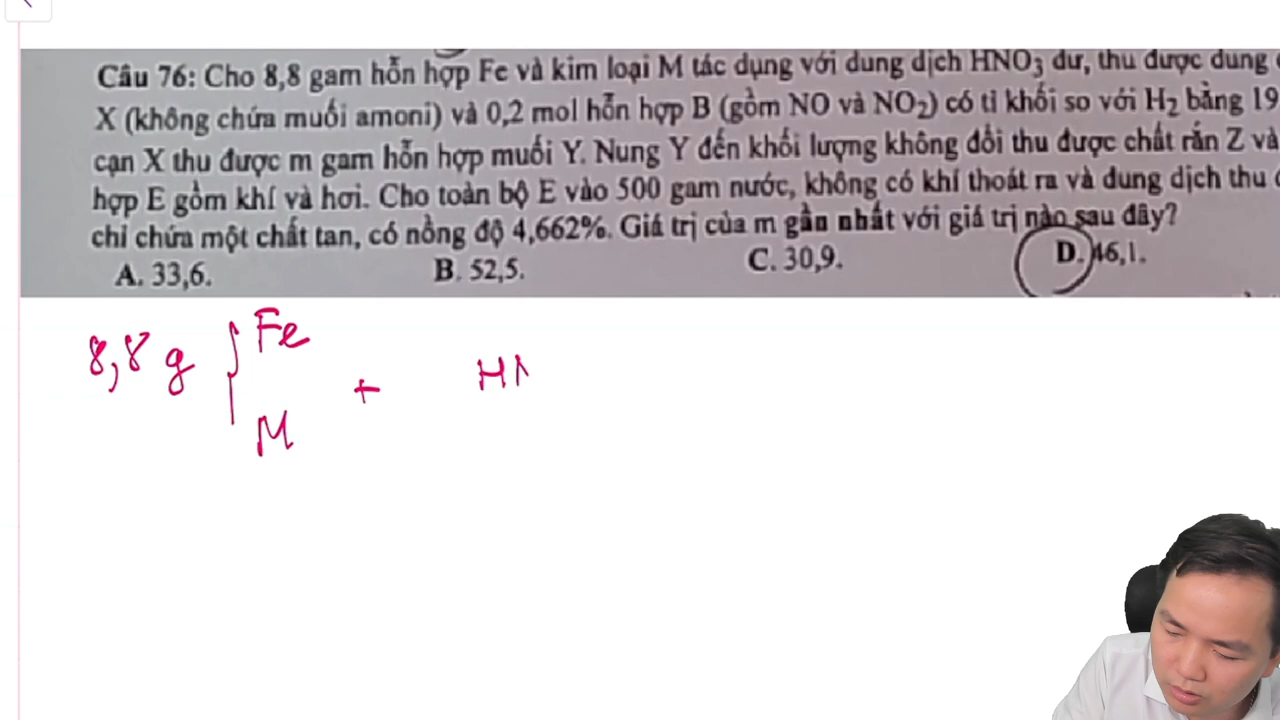 Câu 76: Cho 8,8 gam hỗn hợp Fe và kim loại M tác dụng với dung dịch HNO3 dư, thu được dung
X (không chứa muối amoni) và 0,2 mol hỗn hợp B (gồm NO và NO2) có tỉ khối so với H2 bằng 19
cạn X thu được m gam hỗn hợp muối Y. Nung Y đến khối lượng không đổi thu được chất rắn Z và
hợp E gồm khí và hơi. Cho toàn bộ E vào 500 gam nước, không có khí thoát ra và dung dịch thu
chỉ chứa một chất tan, có nồng độ 4,662%. Giá trị của m gần nhất với giá trị nào sau đây?
A. 33,6. B. 52,5. C. 30,9. D. 46,1.
8,8 g { Fe
M + HN